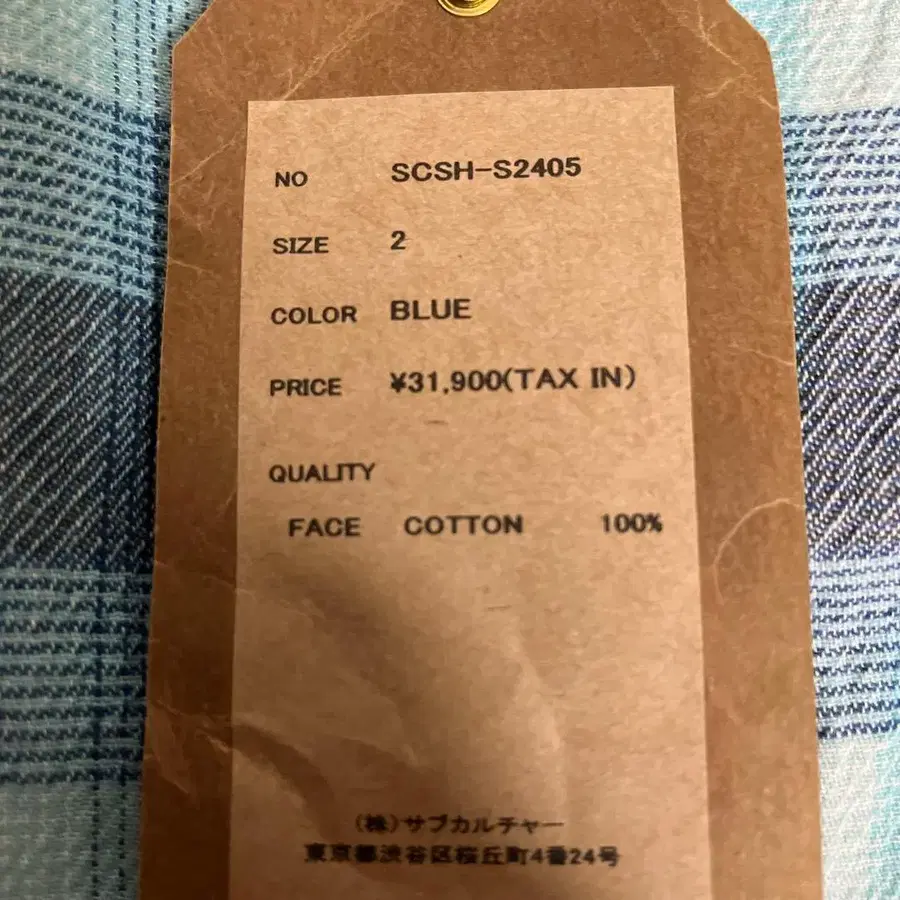 NO SCSH-S2405
SIZE 2
COLOR BLUE
PRICE ¥31,900(TAX IN)
QUALITY
FACE COTTON 100%
(株)サブカルチャー
東京都渋谷区桜丘町4番24号